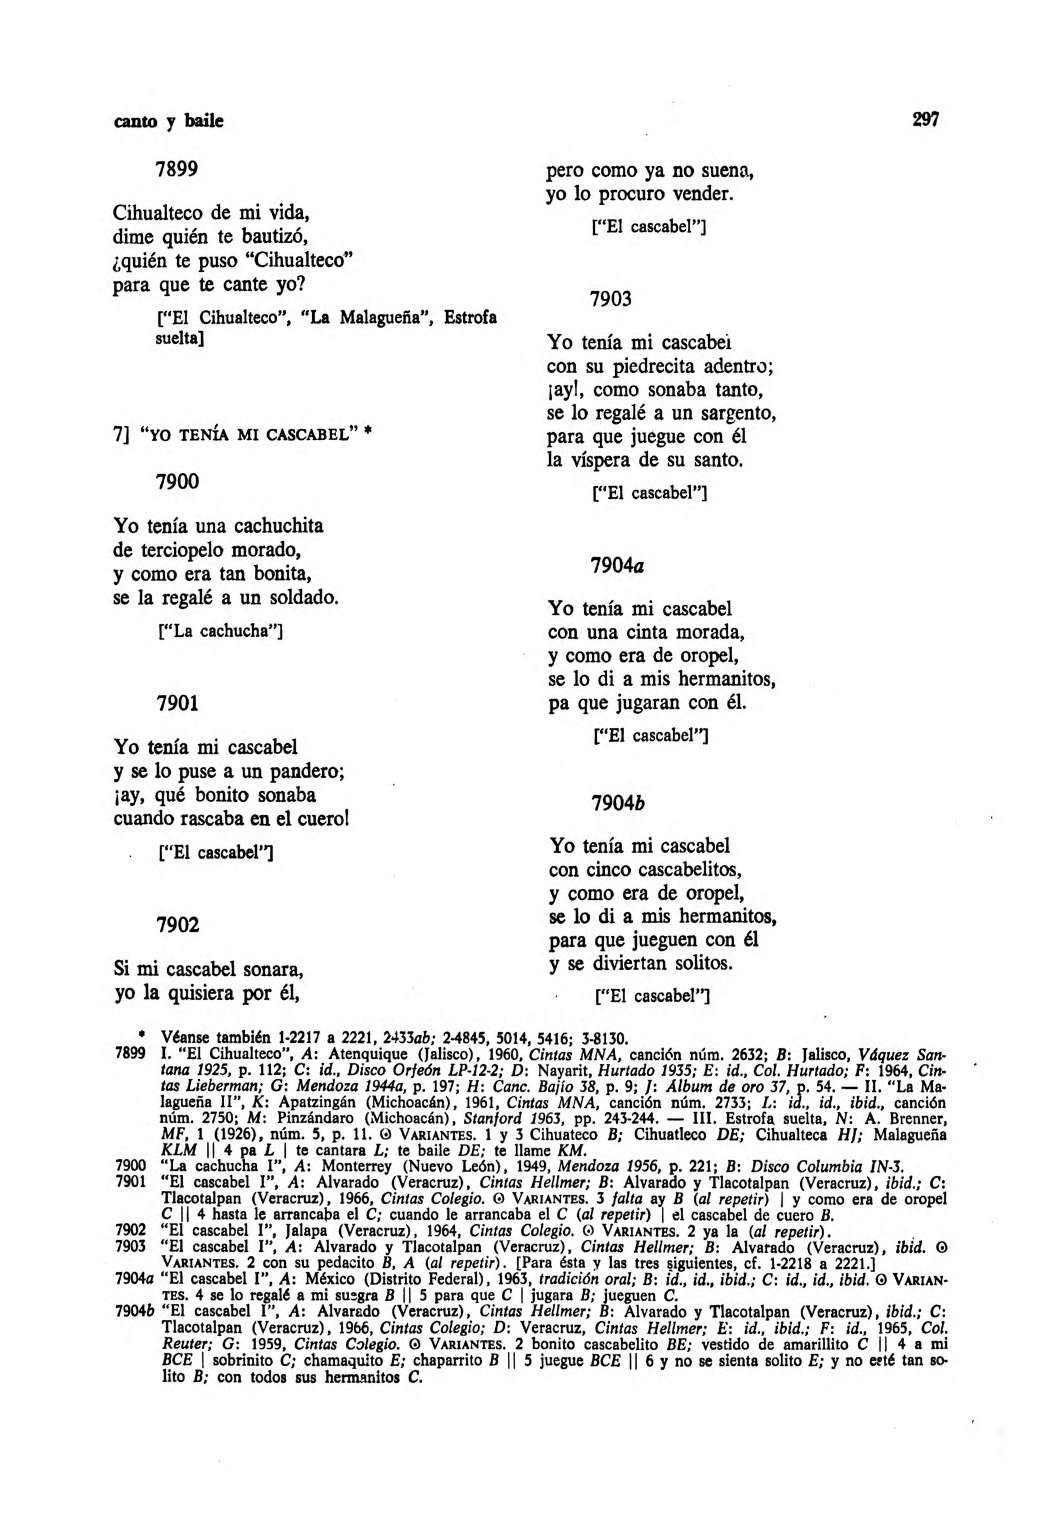 canto y baile
297
7899
Cihualteco de mi vida,
dime quién te bautizó,
¿quién te puso “Cihualteco”
para que te cante yo?
[“El Cihualteco”, “La Malagueña”, Estrofa
suelta]
7] “YO TENÍA MI CASCABEL” *
7900
Yo tenía una cachuchita
de terciopelo morado,
y como era tan bonita,
se la regalé a un soldado.
[“La cachucha”]
7901
Yo tenía mi cascabel
y se lo puse a un pandero;
¡ay, qué bonito sonaba
cuando rascaba en el cuero!
[“El cascabel”]
7902
Si mi cascabel sonara,
yo la quisiera por él,
pero como ya no suena,
yo lo procuro vender.
[“El cascabel”]
7903
Yo tenía mi cascabel
con su piedrecita adentro;
¡ay!, como sonaba tanto,
se lo regalé a un sargento,
para que juegue con él
la víspera de su santo.
[“El cascabel”]
7904a
Yo tenía mi cascabel
con una cinta morada,
y como era de oropel,
se lo di a mis hermanitos,
pa que jugaran con él.
[“El cascabel”]
7904b
Yo tenía mi cascabel
con cinco cascabelitos,
y como era de oropel,
se lo di a mis hermanitos,
para que jueguen con él
y se diviertan solitos.
[“El cascabel”]
* Véanse también 1-2217 a 2221, 2-433ab; 2-4845, 5014, 5416; 3-8130.
7899 I. “El Cihualteco”, A: Atenquique (Jalisco), 1960, Cintas MNA, canción núm. 2632; B: Jalisco, Váquez San-
tana 1925, p. 112; C: id., Disco Orfeón LP-12-2; D: Nayarit, Hurtado 1935; E: id., Col. Hurtado; F: 1964, Cin-
tas Lieberman; G: Mendoza 1944a, p. 197; H: Canc. Bajío 38, p. 9; J: Álbum de oro 37, p. 54. — II. “La Ma-
lagueña II”, K: Apatzingán (Michoacán), 1961, Cintas MNA, canción núm. 2733; L: id., id., ibid., canción
núm. 2750; M: Pinzándaro (Michoacán), Stanford 1963, pp. 243-244. — III. Estrofa suelta, N: A. Brenner,
MF, 1 (1926), núm. 5, p. 11. ⊙ VARIANTES. 1 y 3 Cihuateco B; Cihuatleco DE; Cihualteca HJ; Malagueña
KLM || 4 pa L | te cantara L; te baile DE; te llame KM.
7900 “La cachucha I”, A: Monterrey (Nuevo León), 1949, Mendoza 1956, p. 221; B: Disco Columbia IN-3.
7901 “El cascabel I”, A: Alvarado (Veracruz), Cintas Hellmer; B: Alvarado y Tlacotalpan (Veracruz), ibid.; C:
Tlacotalpan (Veracruz), 1966, Cintas Colegio. ⊙ VARIANTES. 3 falta ay B (al repetir) | y como era de oropel
C || 4 hasta le arrancaba el C; cuando le arrancaba el C (al repetir) | el cascabel de cuero B.
7902 “El cascabel I”, Jalapa (Veracruz), 1964, Cintas Colegio. ⊙ VARIANTES. 2 ya la (al repetir).
7903 “El cascabel I”, A: Alvarado y Tlacotalpan (Veracruz), Cintas Hellmer; B: Alvarado (Veracruz), ibid. ⊙
VARIANTES. 2 con su pedacito B, A (al repetir). [Para ésta y las tres siguientes, cf. 1-2218 a 2221.]
7904a “El cascabel I”, A: México (Distrito Federal), 1963, tradición oral; B: id., id., ibid.; C: id., id., ibid. ⊙ VARIAN-
TES. 4 se lo regalé a mi suegra B || 5 para que C | jugara B; jueguen C.
7904b “El cascabel I”, A: Alvarado (Veracruz), Cintas Hellmer; B: Alvarado y Tlacotalpan (Veracruz), ibid.; C:
Tlacotalpan (Veracruz), 1966, Cintas Colegio; D: Veracruz, Cintas Hellmer; E: id., ibid.; F: id., 1965, Col.
Reuter; G: 1959, Cintas Colegio. ⊙ VARIANTES. 2 bonito cascabelito BE; vestido de amarillito C || 4 a mi
BCE | sobrinito C; chamaquito E; chaparrito B || 5 juegue BCE || 6 y no se sienta solito E; y no esté tan so-
lito B; con todos sus hermanitos C.